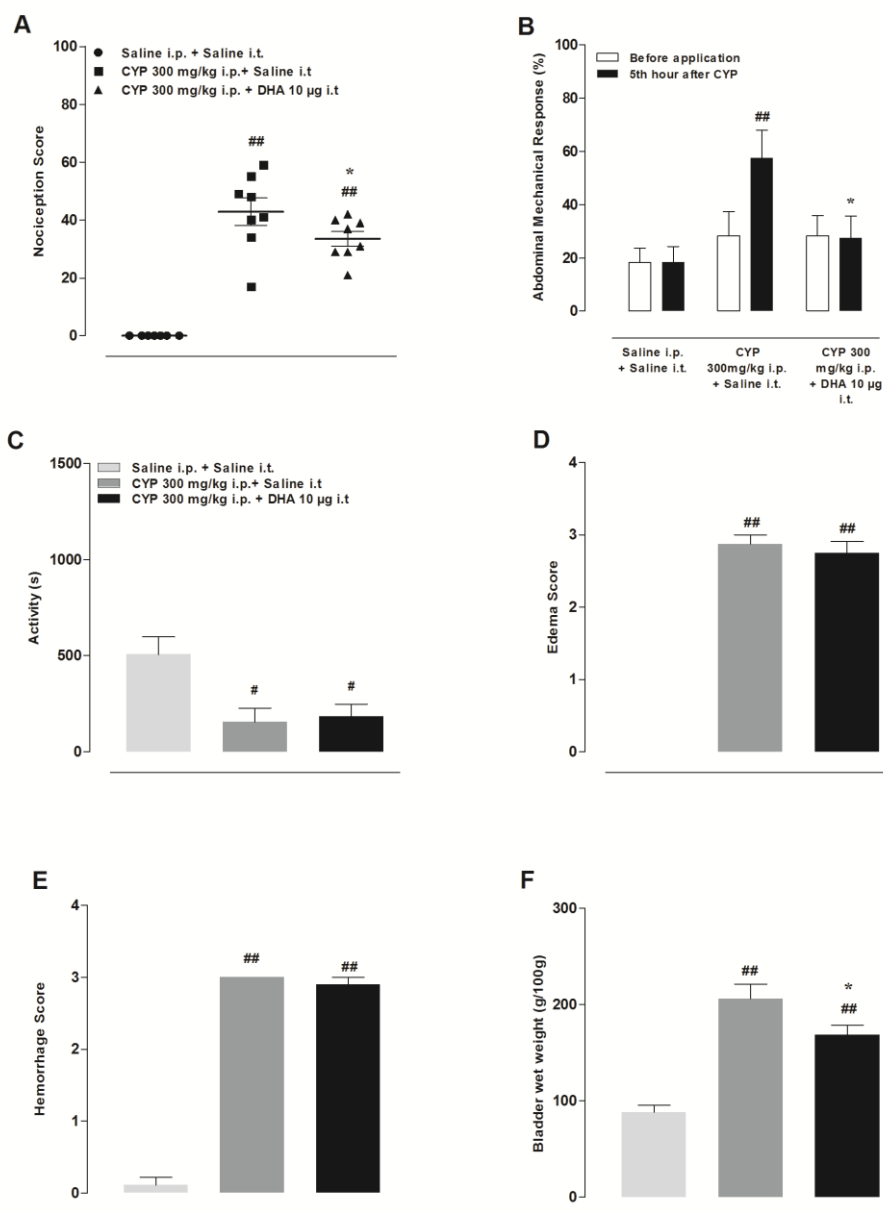 A
Nociception Score
100
80
60
40
20
0
Saline i.p. + Saline i.t.
CYP 300 mg/kg i.p.+ Saline i.t
CYP 300 mg/kg i.p. + DHA 10 µg i.t
##
*
##
B
Abdominal Mechanical Response (%)
100
80
60
40
20
0
Before application
5th hour after CYP
##
*
Saline i.p.
+ Saline i.t.
CYP
300mg/kg i.p.
+ Saline i.t.
CYP 300
mg/kg i.p.
+ DHA 10 µg
i.t.
C
Activity (s)
1500
1000
500
0
Saline i.p. + Saline i.t.
CYP 300 mg/kg i.p.+ Saline i.t
CYP 300 mg/kg i.p. + DHA 10 µg i.t
#
#
D
Edema Score
4
3
2
1
0
##
##
E
Hemorrhage Score
4
3
2
1
0
##
##
F
Bladder wet weight (g/100g)
300
200
100
0
##
*
##